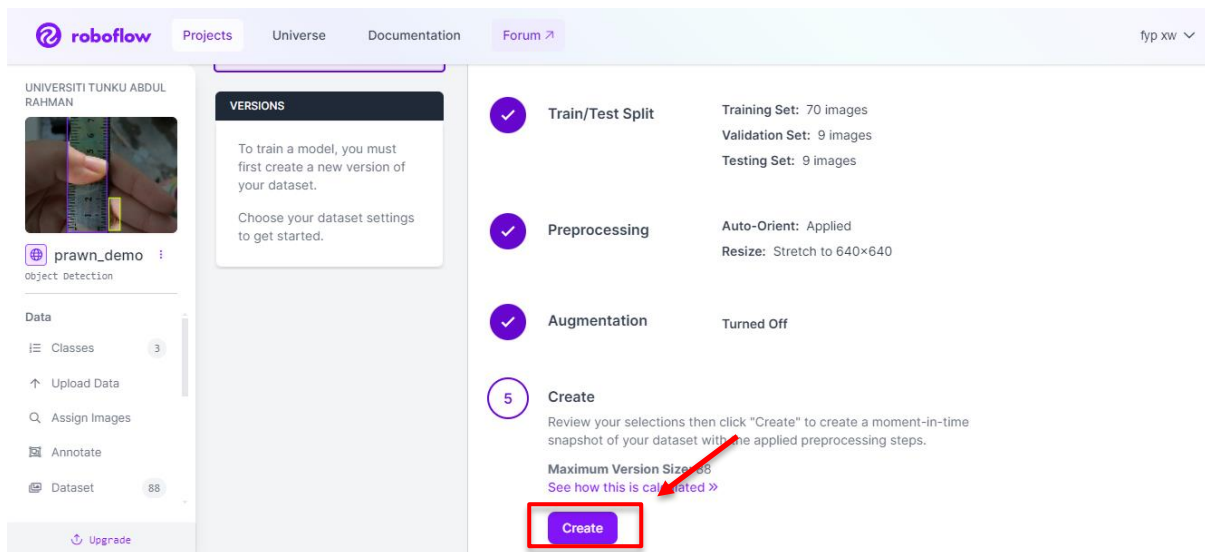 roboflow
Projects
Universe
Documentation
Forum ↗
fyp xw
UNIVERSITI TUNKU ABDUL
RAHMAN
prawn_demo
Object Detection
Data
Classes 3
Upload Data
Assign Images
Annotate
Dataset 88
Upgrade
VERSIONS
To train a model, you must
first create a new version of
your dataset.
Choose your dataset settings
to get started.
Train/Test Split
Training Set: 70 images
Validation Set: 9 images
Testing Set: 9 images
Preprocessing
Auto-Orient: Applied
Resize: Stretch to 640×640
Augmentation
Turned Off
5
Create
Review your selections then click "Create" to create a moment-in-time
snapshot of your dataset with the applied preprocessing steps.
Maximum Version Size: 88
See how this is calculated »
Create